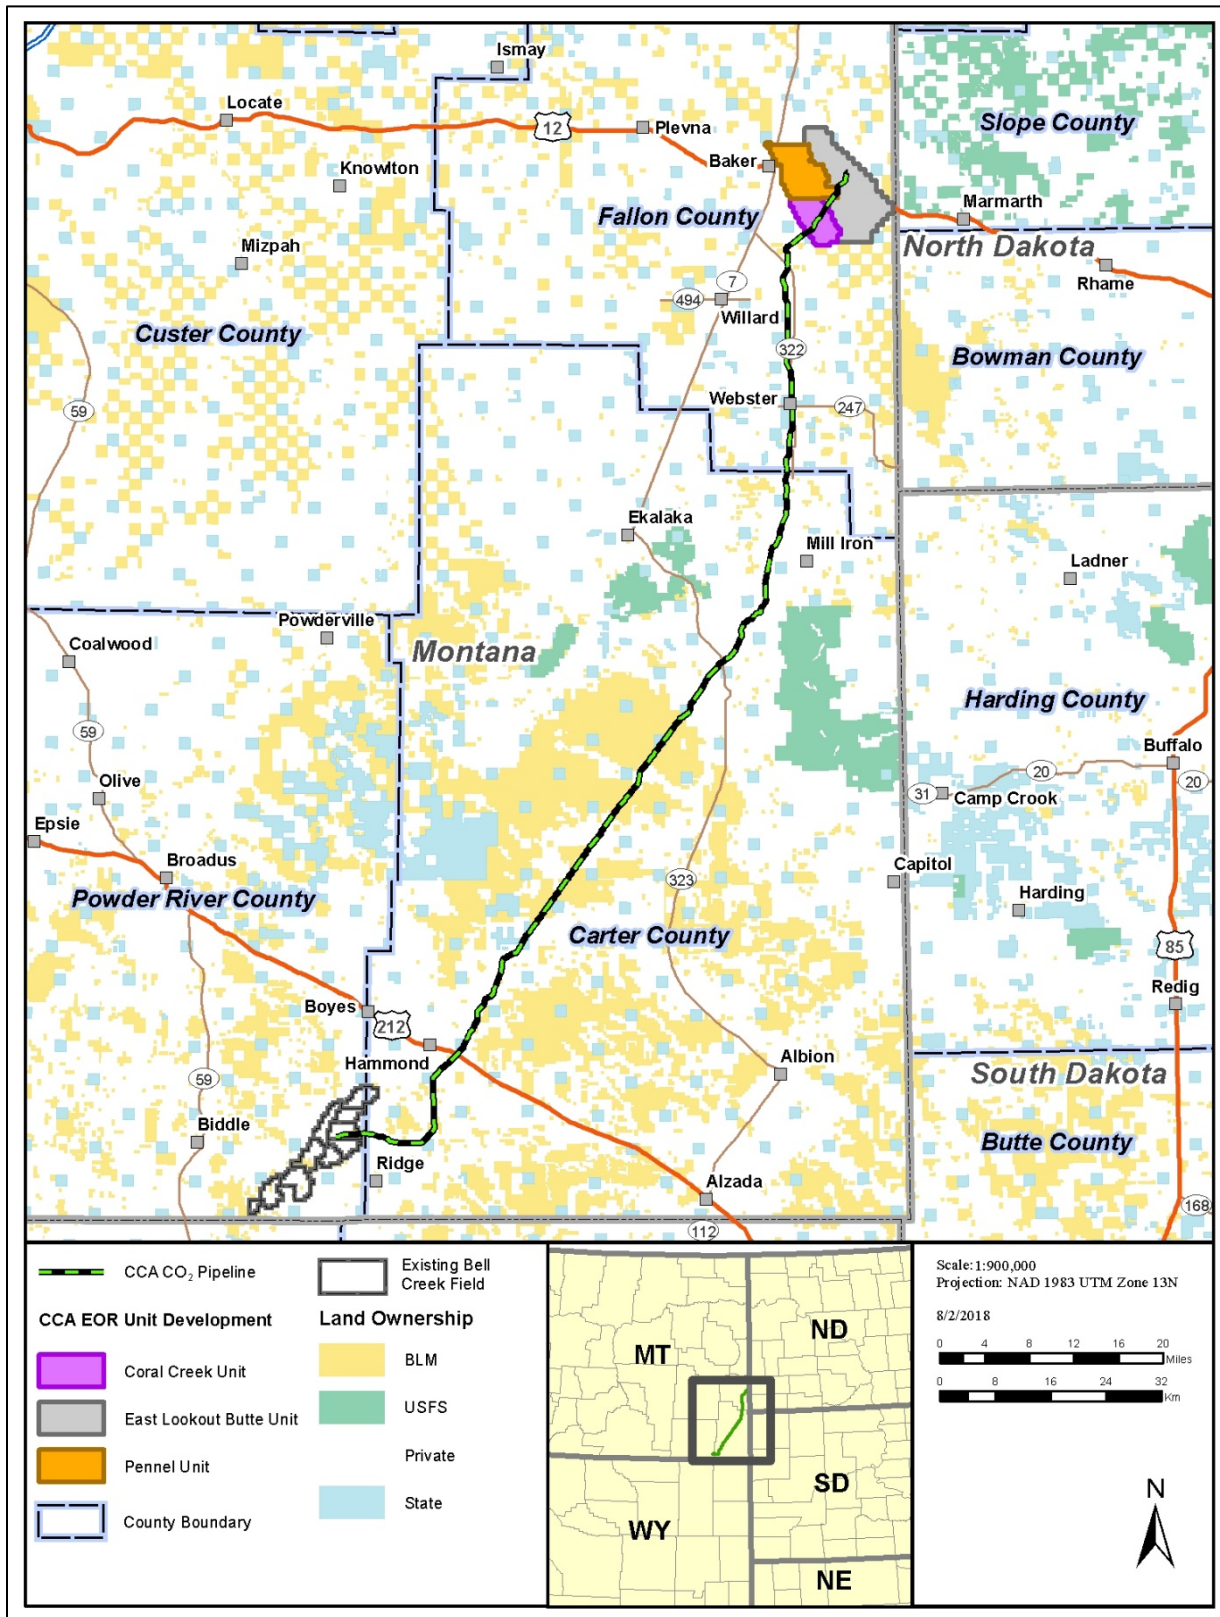 Ismay
Locate
12
Plevna
Slope County
Baker
Knowlton
Fallon County
Marmarth
Mizpah
North Dakota
Rhame
7
494
Willard
Custer County
322
Bowman County
59
Webster
247
Ekalaka
Mill Iron
Ladner
Powderville
Coalwood
Montana
Harding County
59
Buffalo
Olive
20
20
31
Camp Crook
Epsie
Broadus
Capitol
323
Powder River County
Harding
Carter County
85
Boyes
Redig
212
Hammond
Albion
South Dakota
59
Biddle
Butte County
Ridge
Alzada
168
112
CCA CO₂ Pipeline
Existing Bell
Creek Field
CCA EOR Unit Development
Land Ownership
Coral Creek Unit
BLM
East Lookout Butte Unit
USFS
Pennel Unit
Private
County Boundary
State
MT
ND
SD
WY
NE
Scale: 1:900,000
Projection: NAD 1983 UTM Zone 13N
8/2/2018
0 4 8 12 16 20
Miles
0 8 16 24 32
Km
N